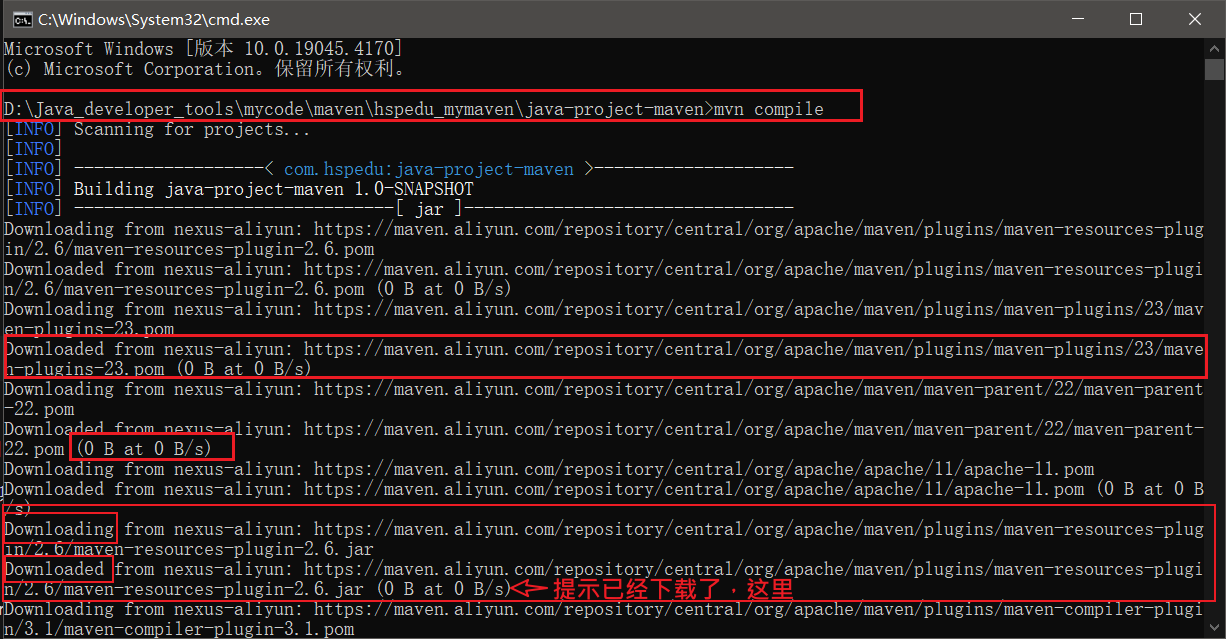 C:\Windows\System32\cmd.exe
Microsoft Windows [版本 10.0.19045.4170]
(c) Microsoft Corporation。保留所有权利。
D:\Java_developer_tools\mycode\maven\hspedu_mymaven\java-project-maven>mvn compile
[INFO] Scanning for projects...
[INFO]
[INFO] -------------------< com.hspedu:java-project-maven >--------------------
[INFO] Building java-project-maven 1.0-SNAPSHOT
[INFO] --------------------------------[ jar ]---------------------------------
Downloading from nexus-aliyun: https://maven.aliyun.com/repository/central/org/apache/maven/plugins/maven-resources-plug
in/2.6/maven-resources-plugin-2.6.pom
Downloaded from nexus-aliyun: https://maven.aliyun.com/repository/central/org/apache/maven/plugins/maven-resources-plugi
n/2.6/maven-resources-plugin-2.6.pom (0 B at 0 B/s)
Downloading from nexus-aliyun: https://maven.aliyun.com/repository/central/org/apache/maven/plugins/maven-plugins/23/mav
en-plugins-23.pom
Downloaded from nexus-aliyun: https://maven.aliyun.com/repository/central/org/apache/maven/plugins/maven-plugins/23/mave
n-plugins-23.pom (0 B at 0 B/s)
Downloading from nexus-aliyun: https://maven.aliyun.com/repository/central/org/apache/maven/maven-parent/22/maven-parent
-22.pom
Downloaded from nexus-aliyun: https://maven.aliyun.com/repository/central/org/apache/maven/maven-parent/22/maven-parent-
22.pom (0 B at 0 B/s)
Downloading from nexus-aliyun: https://maven.aliyun.com/repository/central/org/apache/apache/11/apache-11.pom
Downloaded from nexus-aliyun: https://maven.aliyun.com/repository/central/org/apache/apache/11/apache-11.pom (0 B at 0 B
/s)
Downloading from nexus-aliyun: https://maven.aliyun.com/repository/central/org/apache/maven/plugins/maven-resources-plug
in/2.6/maven-resources-plugin-2.6.jar
Downloaded from nexus-aliyun: https://maven.aliyun.com/repository/central/org/apache/maven/plugins/maven-resources-plugi
n/2.6/maven-resources-plugin-2.6.jar (0 B at 0 B/s) 提示已经下载了，这里
Downloading from nexus-aliyun: https://maven.aliyun.com/repository/central/org/apache/maven/plugins/maven-compiler-plugi
n/3.1/maven-compiler-plugin-3.1.pom